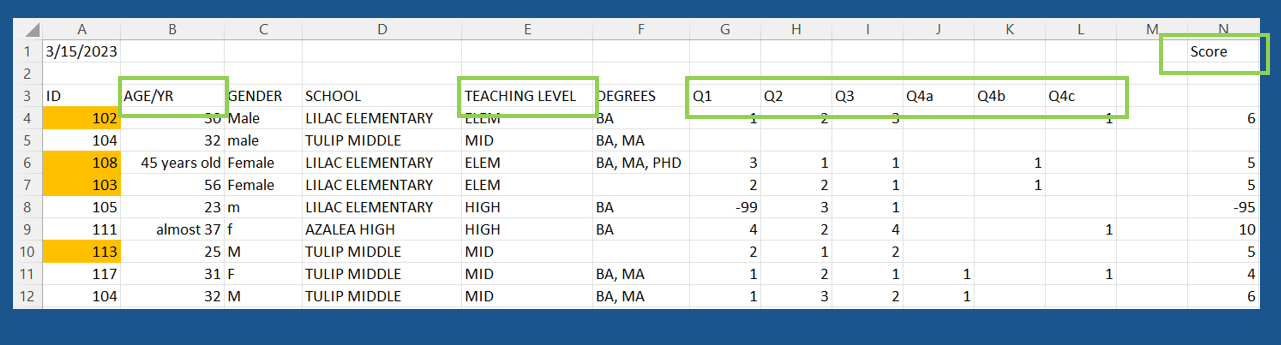 A B C D E F G H I J K L M N
1 3/15/2023 Score
2
3 ID AGE/YR GENDER SCHOOL TEACHING LEVEL DEGREES Q1 Q2 Q3 Q4a Q4b Q4c
4 102 30 Male LILAC ELEMENTARY ELEM BA 1 2 3 1 6
5 104 32 male TULIP MIDDLE MID BA, MA
6 108 45 years old Female LILAC ELEMENTARY ELEM BA, MA, PHD 3 1 1 1 5
7 103 56 Female LILAC ELEMENTARY ELEM 2 2 1 1 5
8 105 23 m LILAC ELEMENTARY HIGH BA -99 3 1 -95
9 111 almost 37 f AZALEA HIGH HIGH BA 4 2 4 1 10
10 113 25 M TULIP MIDDLE MID 2 1 2 5
11 117 31 F TULIP MIDDLE MID BA, MA 1 2 1 1 1 4
12 104 32 M TULIP MIDDLE MID BA, MA 1 3 2 1 6